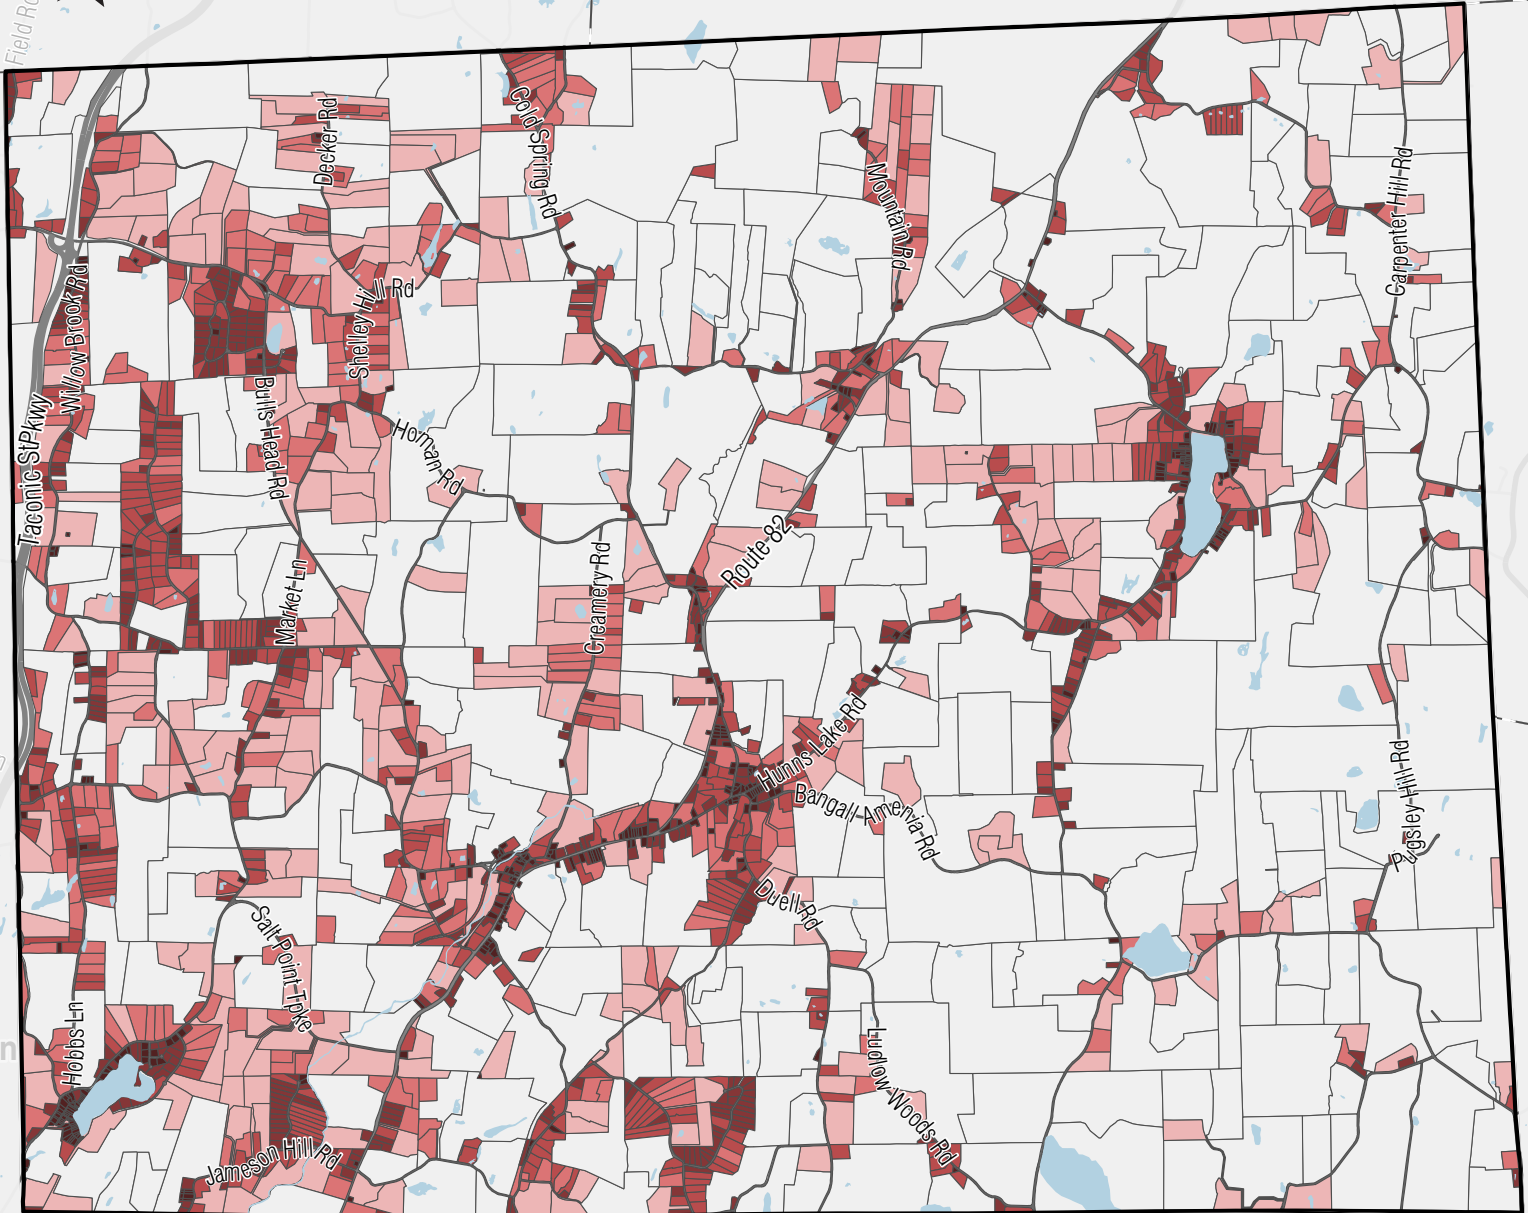 Field Rd
Decker Rd
Cold Spring Rd
Mountain Rd
Carpenter Hill Rd
Willow Brook Rd
Shelley Hill Rd
Taconic St Pkwy
Bulls Head Rd
Homan Rd
Route 82
Creamery Rd
Market Ln
Hunns Lake Rd
Bangall-Amenia Rd
Pugsley Hill Rd
Duell Rd
Salt Point Tpke
Hobbs Ln
n
Ludlow Woods Rd
Jameson Hill Rd